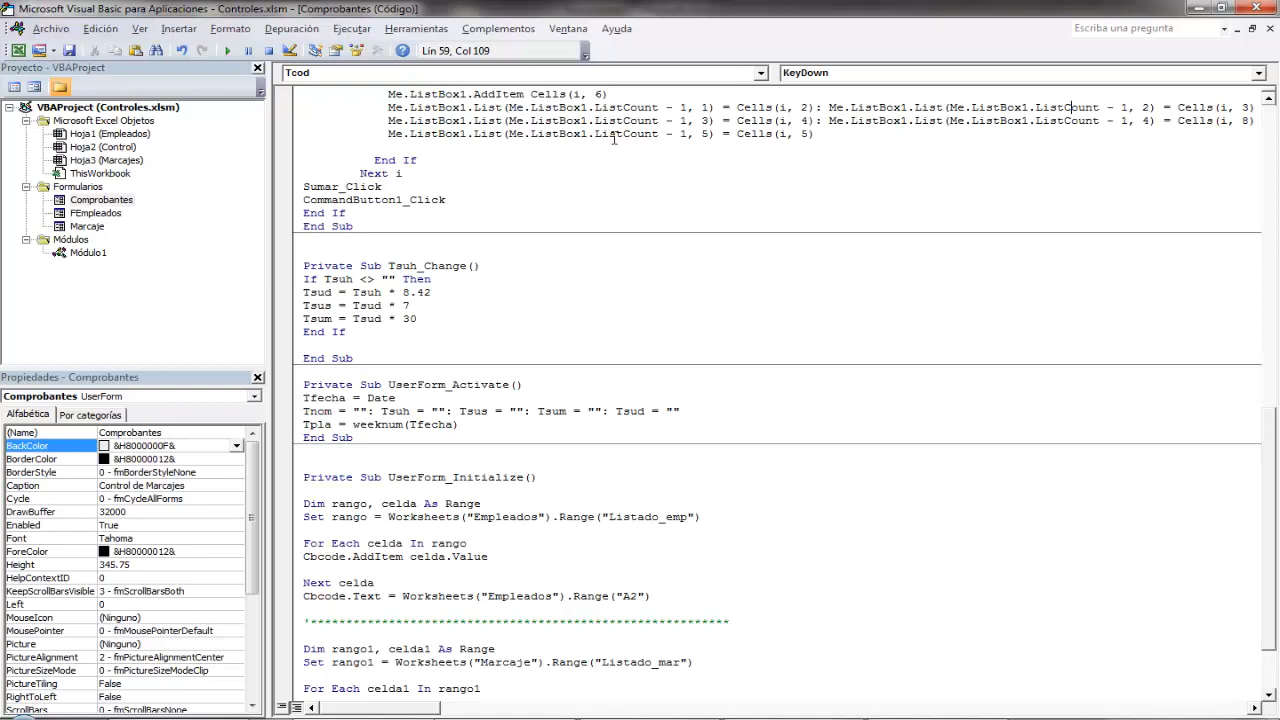 Microsoft Visual Basic para Aplicaciones - Controles.xlsm - [Comprobantes (Código)]
Archivo Edición Ver Insertar Formato Depuración Ejecutar Herramientas Complementos Ventana Ayuda Escriba una pregunta
Lín 59, Col 109
Proyecto - VBAProject
Tcod KeyDown
VBAProject (Controles.xlsm)
Microsoft Excel Objetos
Hoja1 (Empleados)
Hoja2 (Control)
Hoja3 (Marcajes)
ThisWorkbook
Formularios
Comprobantes
FEmpleados
Marcaje
Módulos
Módulo1
Propiedades - Comprobantes
Comprobantes UserForm
Alfabética Por categorías
(Name) Comprobantes
BackColor &H8000000F&
BorderColor &H80000012&
BorderStyle 0 - fmBorderStyleNone
Caption Control de Marcajes
Cycle 0 - fmCycleAllForms
DrawBuffer 32000
Enabled True
Font Tahoma
ForeColor &H80000012&
Height 345.75
HelpContextID 0
KeepScrollBarsVisible 3 - fmScrollBarsBoth
Left 0
MouseIcon (Ninguno)
MousePointer 0 - fmMousePointerDefault
Picture (Ninguno)
PictureAlignment 2 - fmPictureAlignmentCenter
PictureSizeMode 0 - fmPictureSizeModeClip
PictureTiling False
RightToLeft False
ScrollBars 0 - fmScrollBarsNone
Me.ListBox1.AddItem Cells(i, 6)
Me.ListBox1.List(Me.ListBox1.ListCount - 1, 1) = Cells(i, 2): Me.ListBox1.List(Me.ListBox1.ListCount - 1, 2) = Cells(i, 3)
Me.ListBox1.List(Me.ListBox1.ListCount - 1, 3) = Cells(i, 4): Me.ListBox1.List(Me.ListBox1.ListCount - 1, 4) = Cells(i, 8)
Me.ListBox1.List(Me.ListBox1.ListCount - 1, 5) = Cells(i, 5)
End If
Next i
Sumar_Click
CommandButton1_Click
End If
End Sub
Private Sub Tsuh_Change()
If Tsuh <> "" Then
Tsud = Tsuh * 8.42
Tsus = Tsud * 7
Tsum = Tsud * 30
End If
End Sub
Private Sub UserForm_Activate()
Tfecha = Date
Tnom = "": Tsuh = "": Tsus = "": Tsum = "": Tsud = ""
Tpla = weeknum(Tfecha)
End Sub
Private Sub UserForm_Initialize()
Dim rango, celda As Range
Set rango = Worksheets("Empleados").Range("Listado_emp")
For Each celda In rango
Cbcode.AddItem celda.Value
Next celda
Cbcode.Text = Worksheets("Empleados").Range("A2")
'***********************************************************
Dim rango1, celda1 As Range
Set rango1 = Worksheets("Marcaje").Range("Listado_mar")
For Each celda1 In rango1